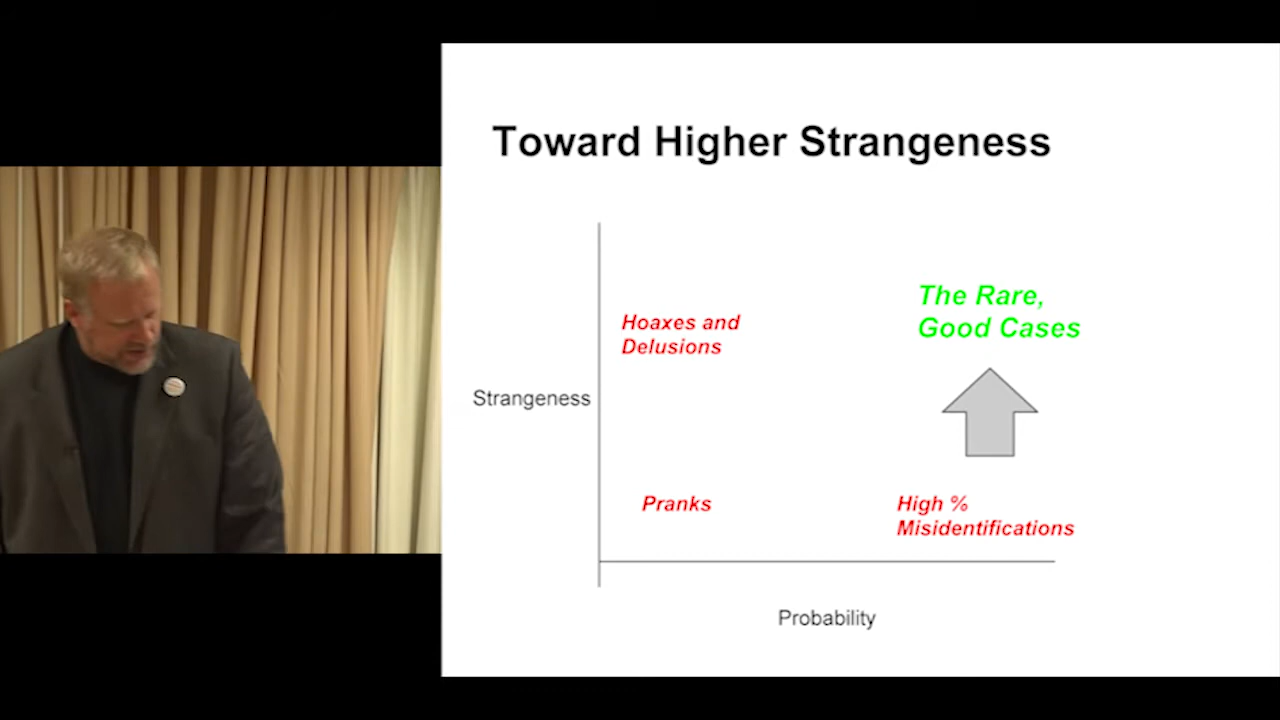 Toward Higher Strangeness
Hoaxes and
Delusions
The Rare,
Good Cases
Strangeness
Pranks
High %
Misidentifications
Probability